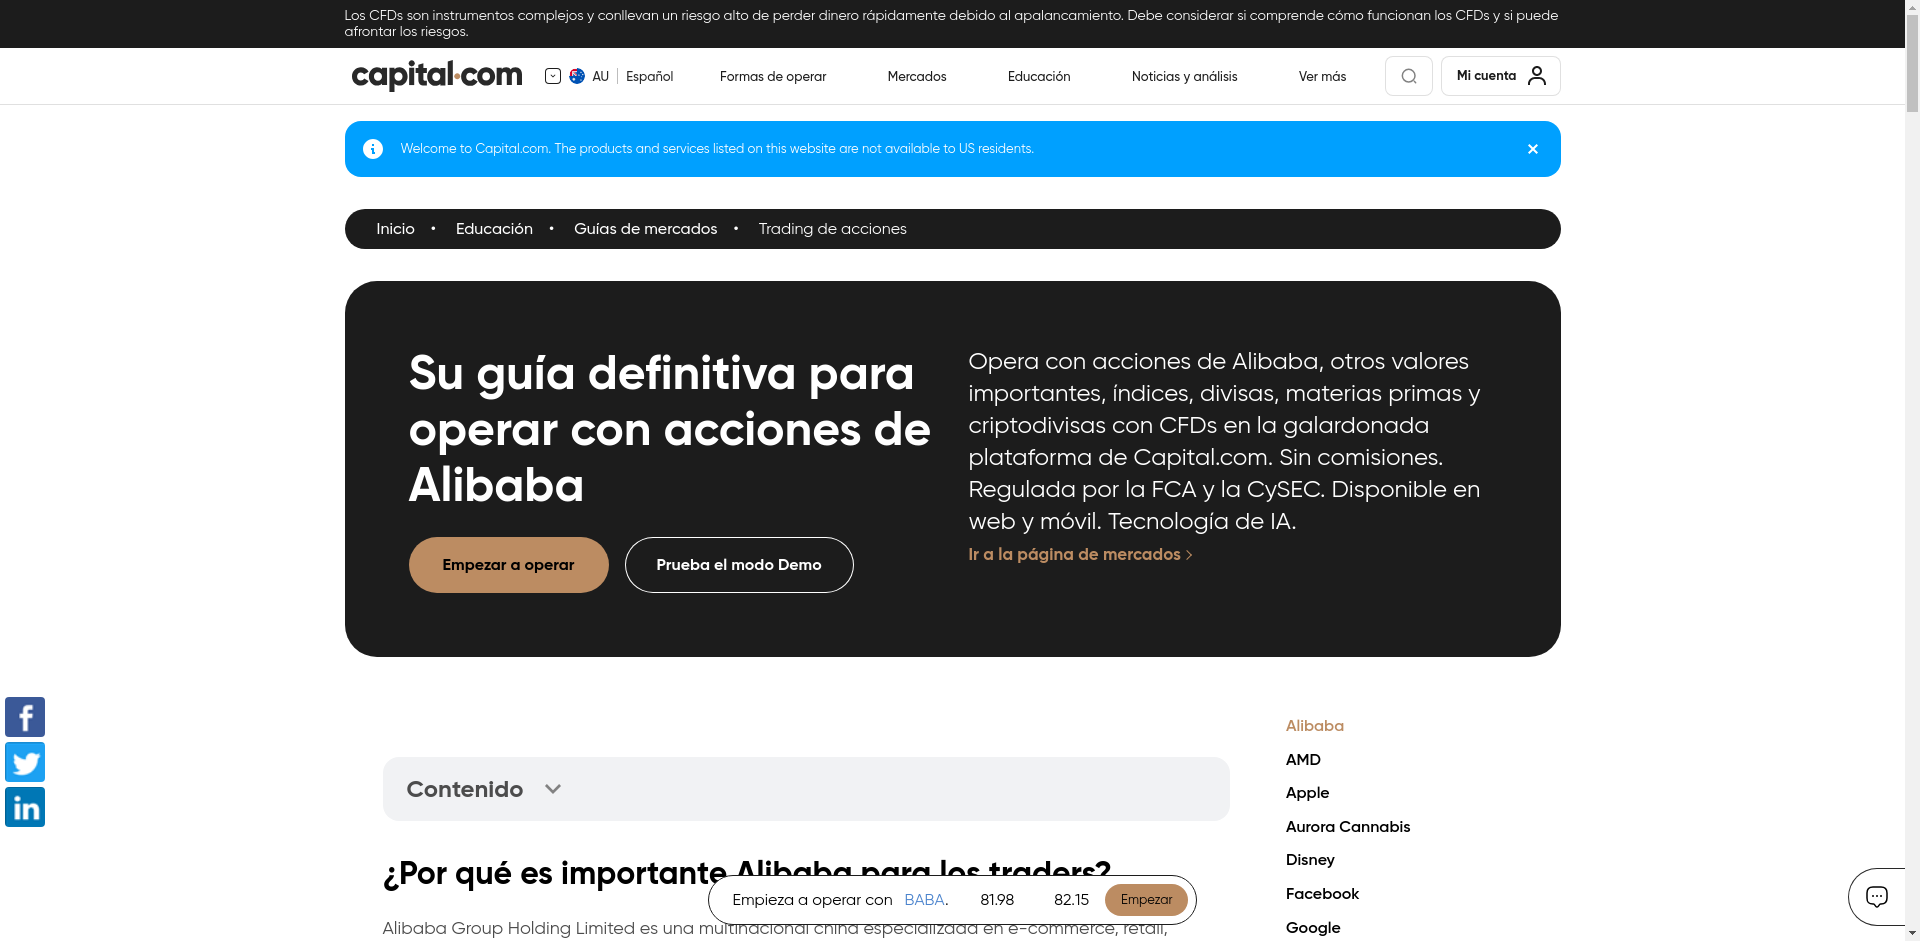 Los CFDs son instrumentos complejos y conllevan un riesgo alto de perder dinero rápidamente debido al apalancamiento. Debe considerar si comprende cómo funcionan los CFDs y si puede
afrontar los riesgos.
capital.com
AU
Español
Formas de operar
Mercados
Educación
Noticias y análisis
Ver más
Mi cuenta
Welcome to Capital.com. The products and services listed on this website are not available to US residents.
Inicio • Educación • Guías de mercados • Trading de acciones
Su guía definitiva para
operar con acciones de
Alibaba
Empezar a operar
Prueba el modo Demo
Opera con acciones de Alibaba, otros valores
importantes, índices, divisas, materias primas y
criptodivisas con CFDs en la galardonada
plataforma de Capital.com. Sin comisiones.
Regulada por la FCA y la CySEC. Disponible en
web y móvil. Tecnología de IA.
Ir a la página de mercados
Contenido
¿Por qué es importante Alibaba para los traders?
Alibaba Group Holding Limited es una multinacional china especializada en e-commerce, retail,
Alibaba
AMD
Apple
Aurora Cannabis
Disney
Facebook
Google
Empieza a operar con BABA. 81.98 82.15 Empezar